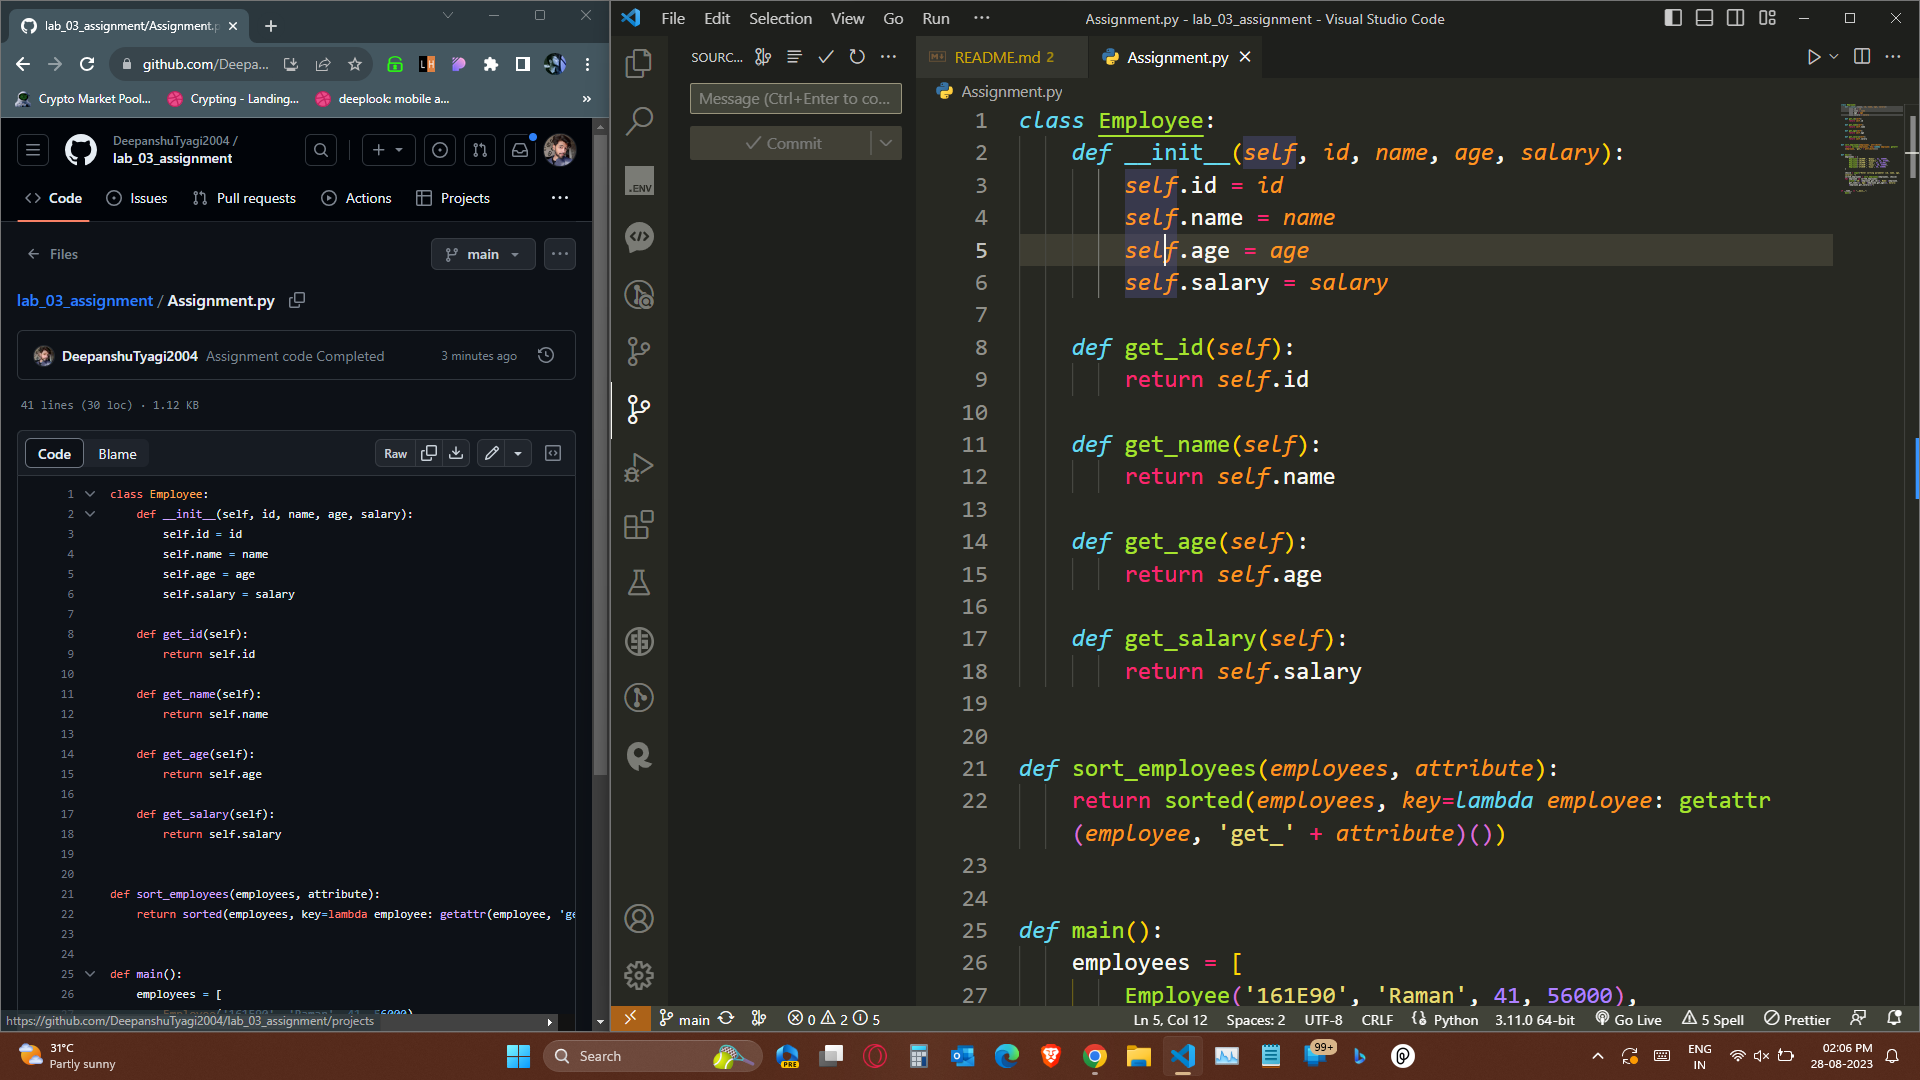 lab_03_assignment/Assignment.p
github.com/Deepa...
Crypto Market Pool...
Crypting - Landing...
deeplook: mobile a...
»
DeepanshuTyagi2004 /
lab_03_assignment
Code
Issues
Pull requests
Actions
Projects
Files
main
lab_03_assignment / Assignment.py
DeepanshuTyagi2004 Assignment code Completed
3 minutes ago
41 lines (30 loc) · 1.12 KB
Code
Blame
Raw
1 class Employee:
2 def __init__(self, id, name, age, salary):
3 self.id = id
4 self.name = name
5 self.age = age
6 self.salary = salary
7
8 def get_id(self):
9 return self.id
10
11 def get_name(self):
12 return self.name
13
14 def get_age(self):
15 return self.age
16
17 def get_salary(self):
18 return self.salary
19
20
21 def sort_employees(employees, attribute):
22 return sorted(employees, key=lambda employee: getattr(employee, 'ge
23
24
25 def main():
26 employees = [
https://github.com/DeepanshuTyagi2004/lab_03_assignment/projects
File Edit Selection View Go Run ···
Assignment.py - lab_03_assignment - Visual Studio Code
SOURC...
Message (Ctrl+Enter to co...
Commit
.ENV
README.md 2
Assignment.py
Assignment.py
1 class Employee:
2 def __init__(self, id, name, age, salary):
3 self.id = id
4 self.name = name
5 self.age = age
6 self.salary = salary
7
8 def get_id(self):
9 return self.id
10
11 def get_name(self):
12 return self.name
13
14 def get_age(self):
15 return self.age
16
17 def get_salary(self):
18 return self.salary
19
20
21 def sort_employees(employees, attribute):
22 return sorted(employees, key=lambda employee: getattr
(employee, 'get_' + attribute)())
23
24
25 def main():
26 employees = [
27 Employee('161E90', 'Raman', 41, 56000),
main
0 2 5
Ln 5, Col 12
Spaces: 2
UTF-8
CRLF
Python
3.11.0 64-bit
Go Live
5 Spell
Prettier
31°C
Partly sunny
Search
PRE
99+
ENG
IN
02:06 PM
28-08-2023